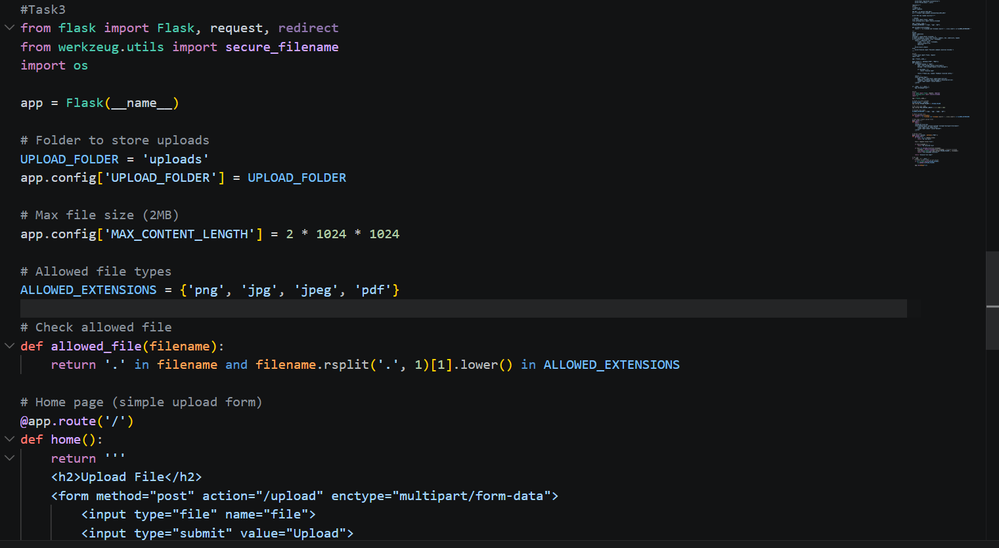 #Task3
from flask import Flask, request, redirect
from werkzeug.utils import secure_filename
import os
app = Flask(__name__)
# Folder to store uploads
UPLOAD_FOLDER = 'uploads'
app.config['UPLOAD_FOLDER'] = UPLOAD_FOLDER
# Max file size (2MB)
app.config['MAX_CONTENT_LENGTH'] = 2 * 1024 * 1024
# Allowed file types
ALLOWED_EXTENSIONS = {'png', 'jpg', 'jpeg', 'pdf'}
# Check allowed file
def allowed_file(filename):
    return '.' in filename and filename.rsplit('.', 1)[1].lower() in ALLOWED_EXTENSIONS
# Home page (simple upload form)
@app.route('/')
def home():
    return '''
    <h2>Upload File</h2>
    <form method="post" action="/upload" enctype="multipart/form-data">
        <input type="file" name="file">
        <input type="submit" value="Upload">